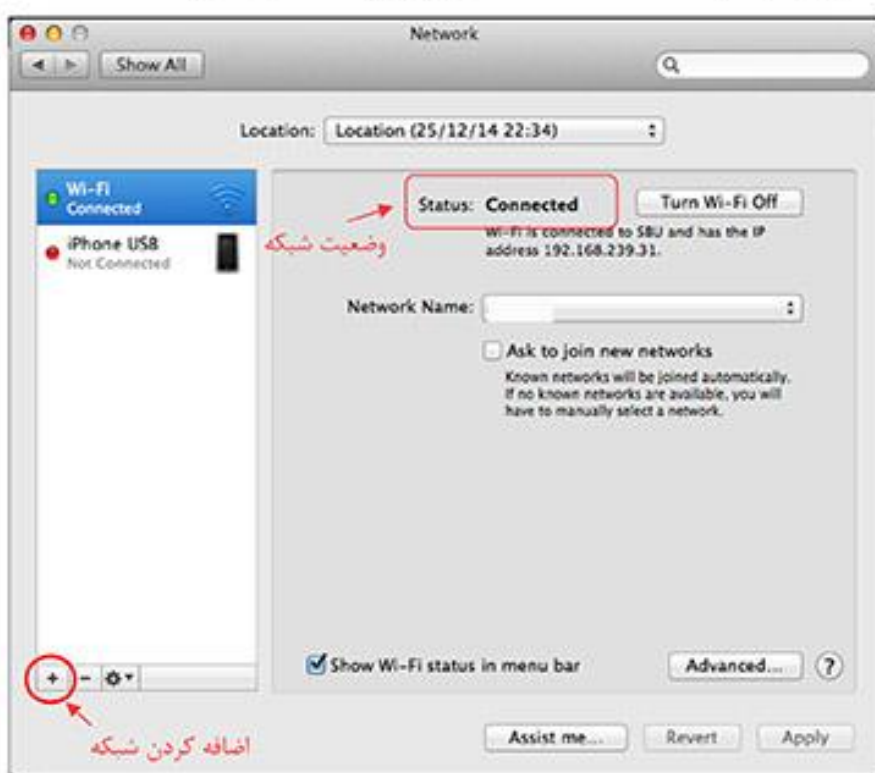 Network
Show All
Location: Location (25/12/14 22:34)
Wi-Fi
Connected
iPhone USB
Not Connected
Status: Connected
Turn Wi-Fi Off
Wi-Fi is connected to SBU and has the IP
address 192.168.239.31.
وضعیت شبکه
Network Name:
Ask to join new networks
Known networks will be joined automatically.
If no known networks are available, you will
have to manually select a network.
Show Wi-Fi status in menu bar
Advanced... ?
+ −
اضافه کردن شبکه
Assist me... Revert Apply